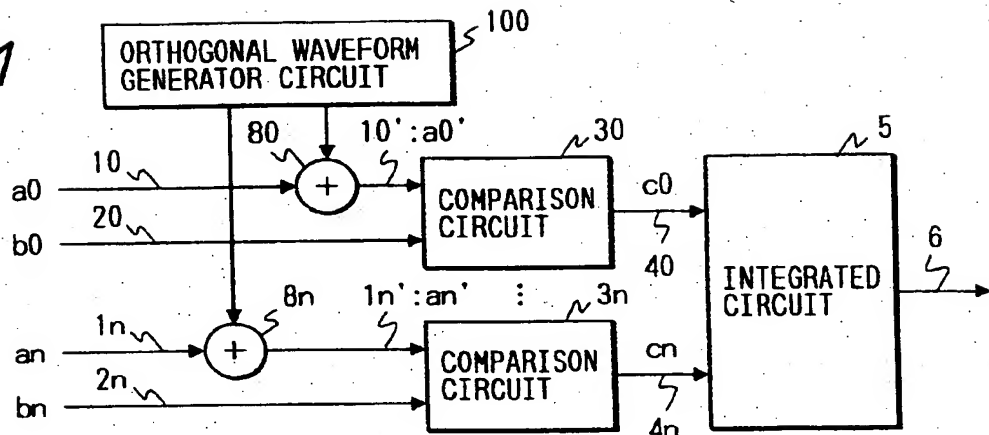 1
100
ORTHOGONAL WAVEFORM
GENERATOR CIRCUIT
80
10':a0'
30
5
a0
10
+
COMPARISON
CIRCUIT
c0
40
b0
20
INTEGRATED
CIRCUIT
6
an
1n
+
8n
1n':an'
⋮
3n
COMPARISON
CIRCUIT
cn
4n
bn
2n